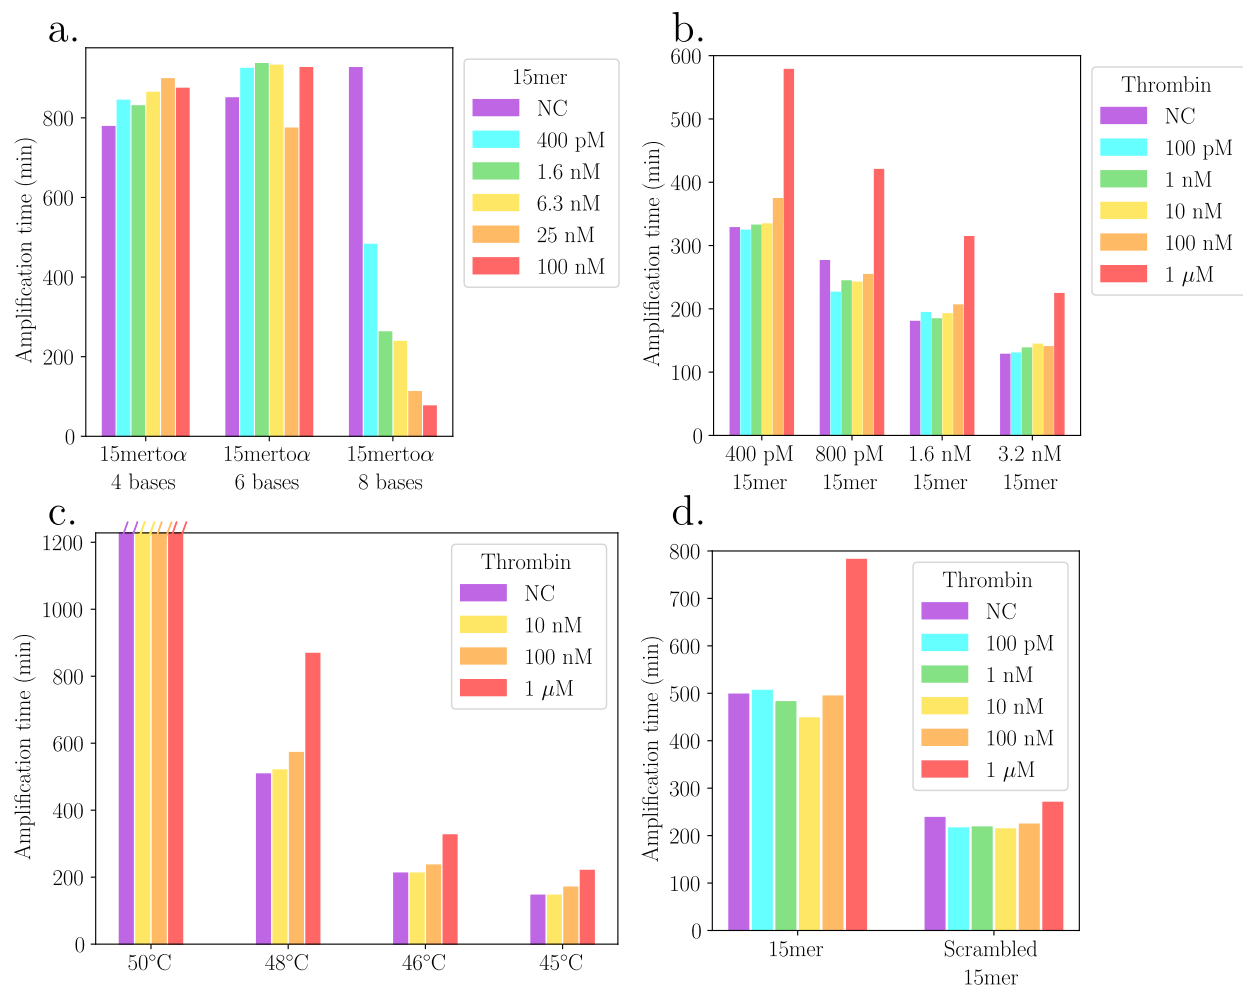 a.
Amplification time (min)
800
600
400
200
0
15mertoα
4 bases
15mertoα
6 bases
15mertoα
8 bases
15mer
NC
400 pM
1.6 nM
6.3 nM
25 nM
100 nM
b.
Amplification time (min)
600
500
400
300
200
100
0
400 pM
15mer
800 pM
15mer
1.6 nM
15mer
3.2 nM
15mer
Thrombin
NC
100 pM
1 nM
10 nM
100 nM
1 μM
c.
Amplification time (min)
1200
1000
800
600
400
200
0
50°C
48°C
46°C
45°C
Thrombin
NC
10 nM
100 nM
1 μM
d.
Amplification time (min)
800
700
600
500
400
300
200
100
0
15mer
Scrambled
15mer
Thrombin
NC
100 pM
1 nM
10 nM
100 nM
1 μM